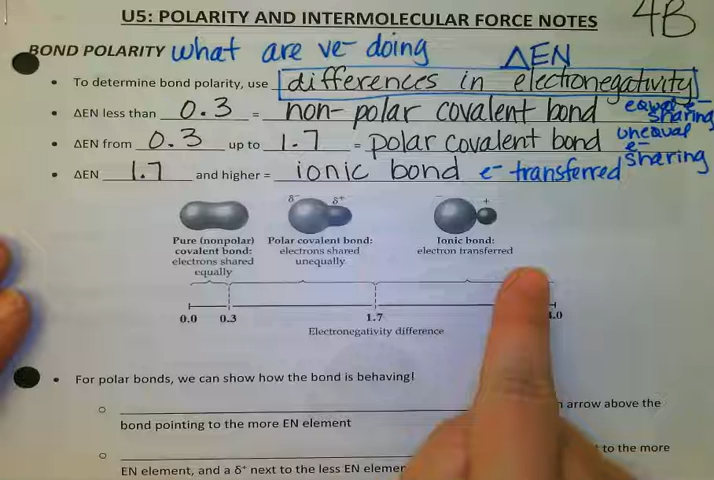 4B
U5: POLARITY AND INTERMOLECULAR FORCE NOTES
BOND POLARITY what are ve- doing ΔEN
• To determine bond polarity, use differences in electronegativity
• ΔEN less than 0.3 = non-polar covalent bond equal e- sharing
• ΔEN from 0.3 up to 1.7 = polar covalent bond unequal e- sharing
• ΔEN 1.7 and higher = ionic bond e- transferred
δ- δ+ - +
Pure (nonpolar) Polar covalent bond: Ionic bond:
covalent bond: electrons shared electron transferred
electrons shared unequally
equally
0.0 0.3 1.7 4.0
Electronegativity difference
• For polar bonds, we can show how the bond is behaving!
o arrow above the
bond pointing to the more EN element
o to the more
EN element, and a δ+ next to the less EN